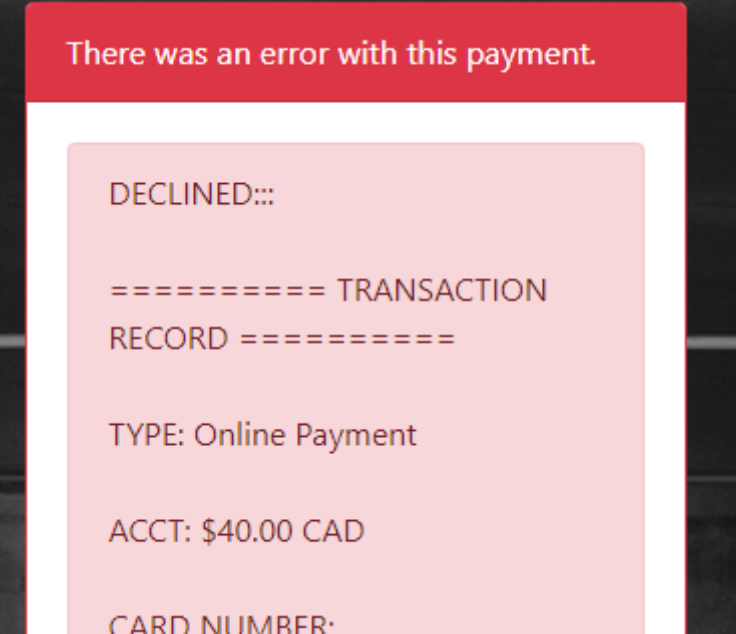 There was an error with this payment.
DECLINED:::
========== TRANSACTION
RECORD ==========
TYPE: Online Payment
ACCT: $40.00 CAD
CARD NUMBER: